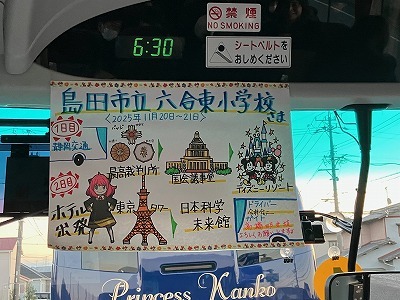 禁煙
NO SMOKING
6:30
シートベルトを
おしめください
島田市立 六合東小学校さま
〈2025年11月20日~21日〉
1日目
静岡交通
最高裁判所
国会議事堂
ディズニーリゾート
2日目
ホテル
出発
東京タワー
日本科学
未来館
ドライバー
Princess Kanko